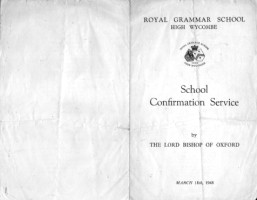 ROYAL GRAMMAR SCHOOL
HIGH WYCOMBE
School
Confirmation Service
by
THE LORD BISHOP OF OXFORD